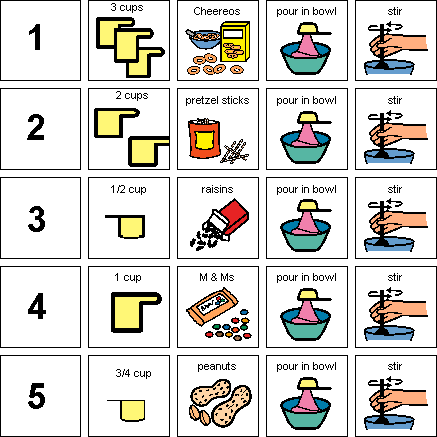 1
3 cups
Cheereos
pour in bowl
stir
2
2 cups
pretzel sticks
pour in bowl
stir
3
1/2 cup
raisins
pour in bowl
stir
4
1 cup
M & Ms
pour in bowl
stir
5
3/4 cup
peanuts
pour in bowl
stir